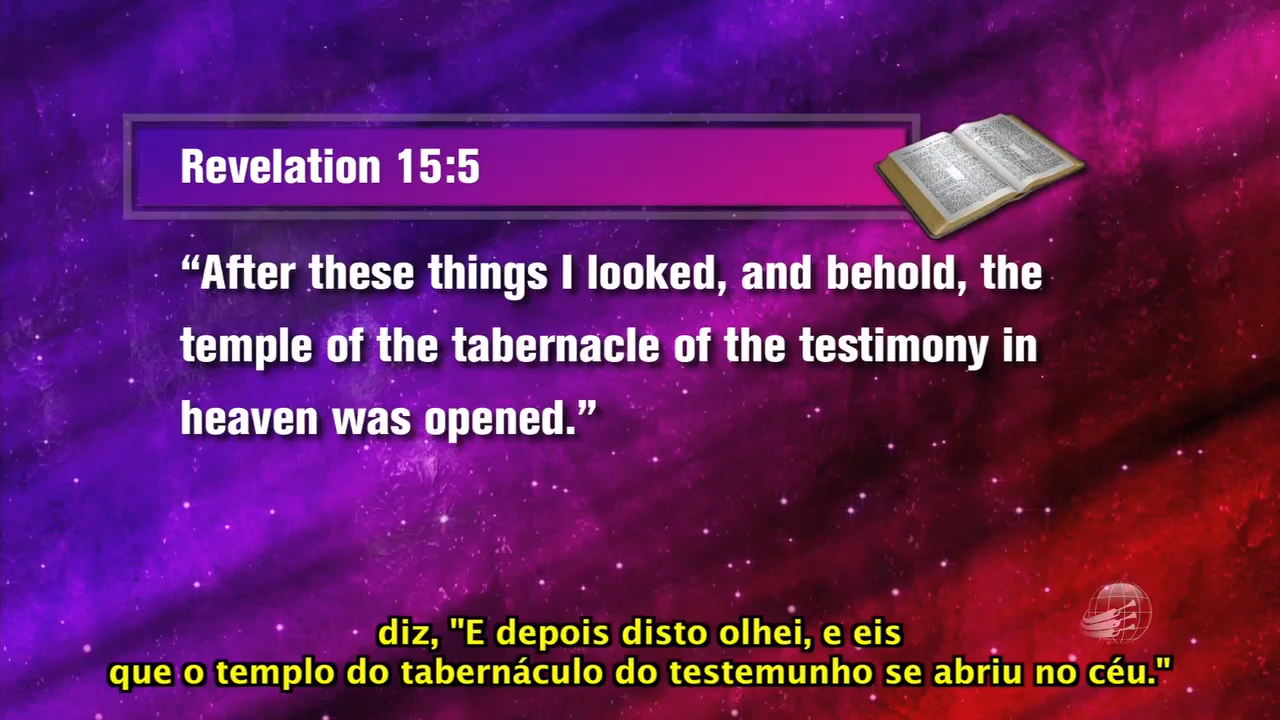 Revelation 15:5
“After these things I looked, and behold, the
temple of the tabernacle of the testimony in
heaven was opened.”
diz, "E depois disto olhei, e eis
que o templo do tabernáculo do testemunho se abriu no céu."